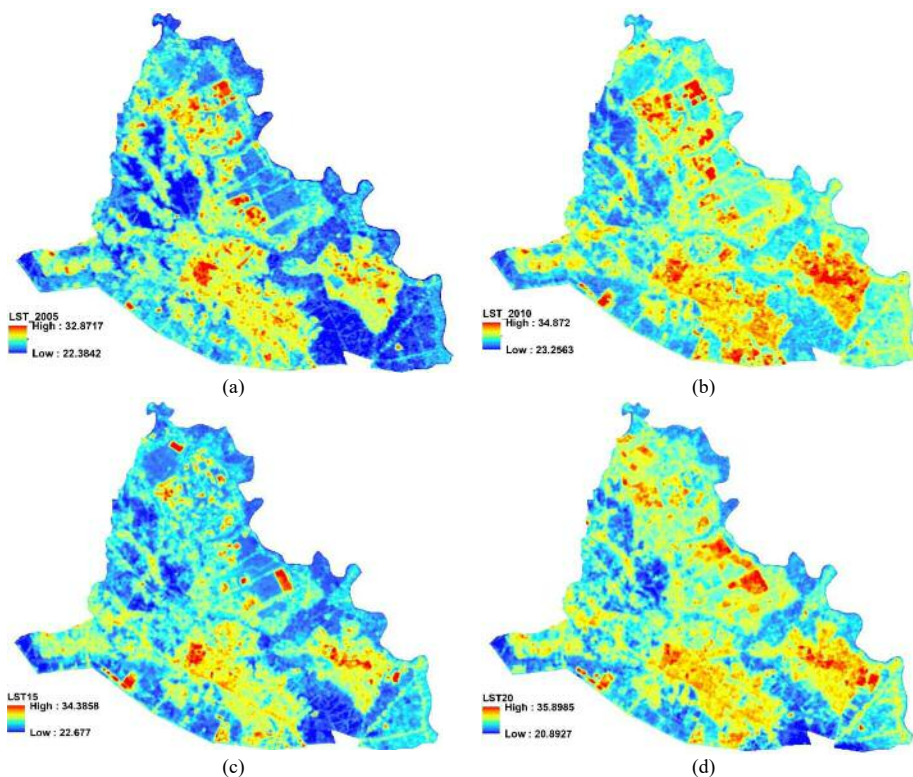 LST_2005
High : 32.8717
Low : 22.3842
(a)
LST_2010
High : 34.872
Low : 23.2563
(b)
LST15
High : 34.3858
Low : 22.677
(c)
LST20
High : 35.8985
Low : 20.8927
(d)